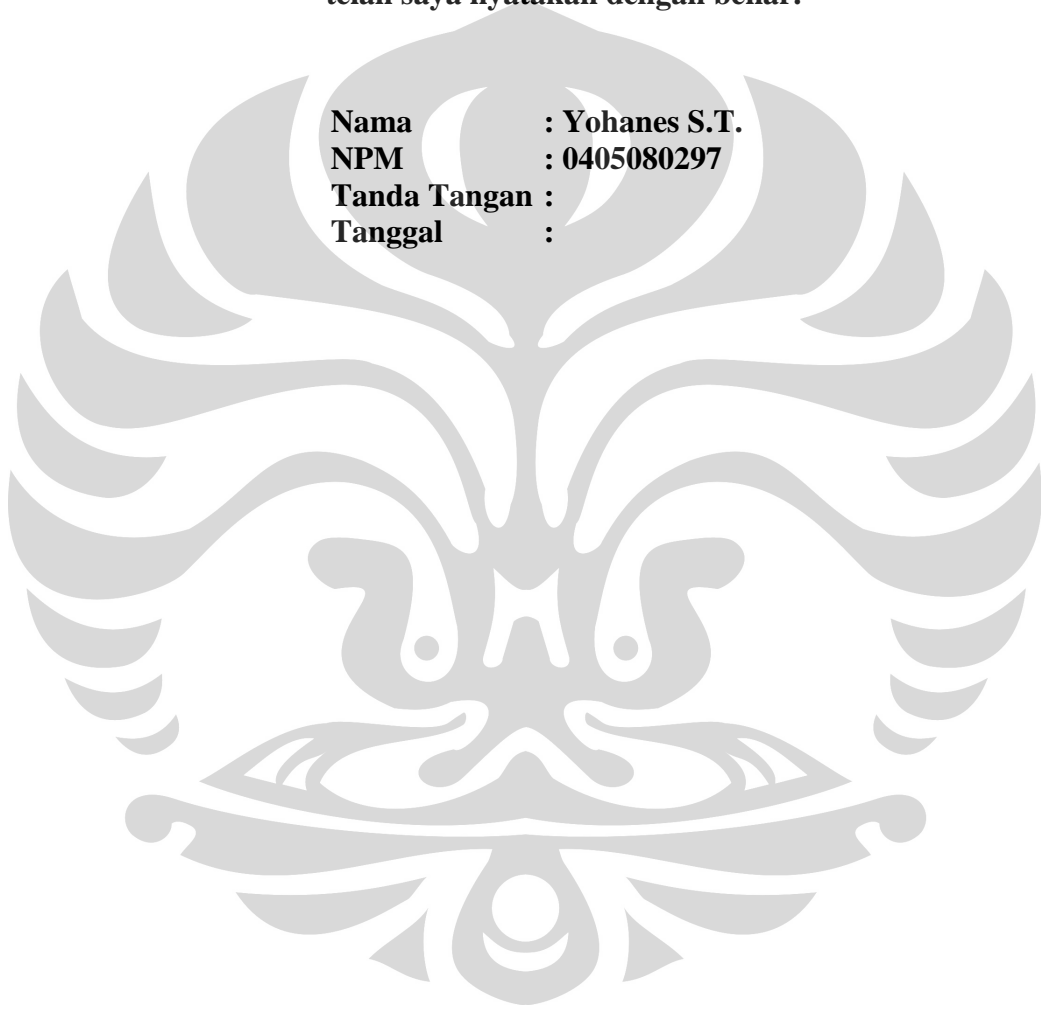 telah saya nyatakan dengan benar.
Nama : Yohanes S.T.
NPM : 0405080297
Tanda Tangan :
Tanggal :